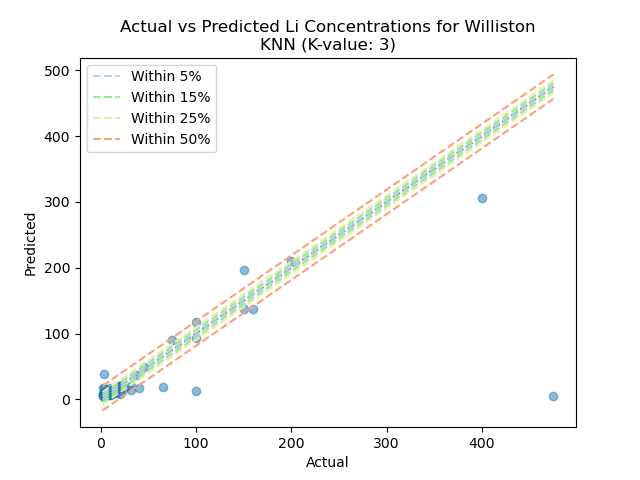 Actual vs Predicted Li Concentrations for Williston
KNN (K-value: 3)
500
400
300
200
100
0
Predicted
Within 5%
Within 15%
Within 25%
Within 50%
0
100
200
300
400
Actual